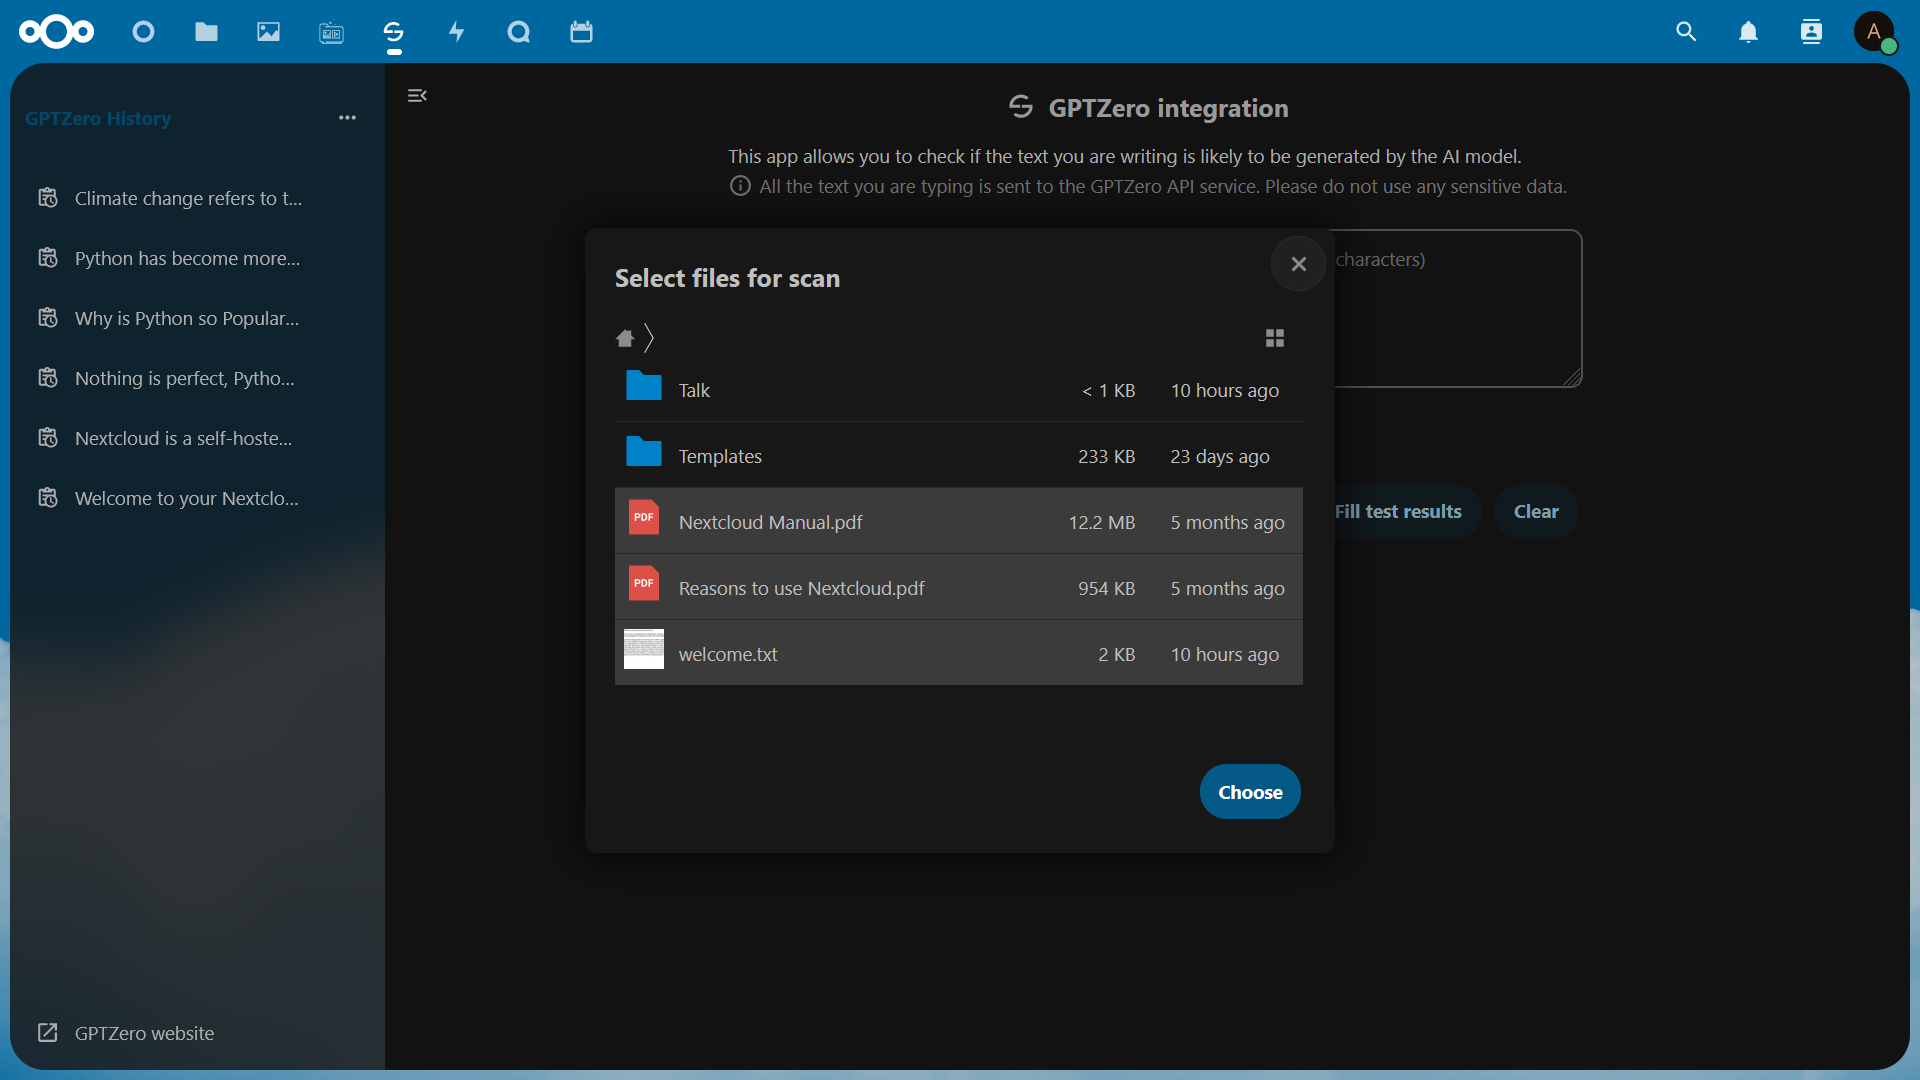 A
GPTZero History
Climate change refers to t...
Python has become more...
Why is Python so Popular...
Nothing is perfect, Pytho...
Nextcloud is a self-hoste...
Welcome to your Nextclo...
GPTZero website
GPTZero integration
This app allows you to check if the text you are writing is likely to be generated by the AI model.
All the text you are typing is sent to the GPTZero API service. Please do not use any sensitive data.
characters)
Fill test results
Clear
Select files for scan
Talk < 1 KB 10 hours ago
Templates 233 KB 23 days ago
PDF Nextcloud Manual.pdf 12.2 MB 5 months ago
PDF Reasons to use Nextcloud.pdf 954 KB 5 months ago
welcome.txt 2 KB 10 hours ago
Choose